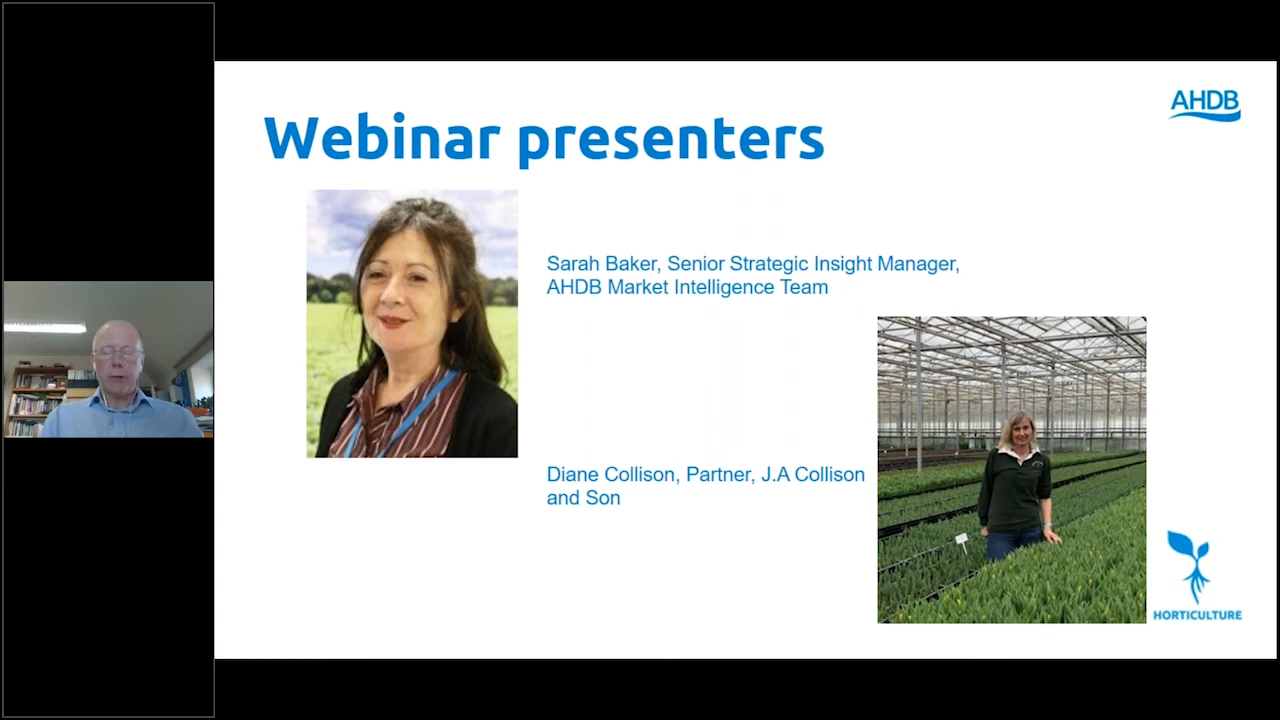 AHDB
Webinar presenters
Sarah Baker, Senior Strategic Insight Manager,
AHDB Market Intelligence Team
Diane Collison, Partner, J.A Collison
and Son
HORTICULTURE